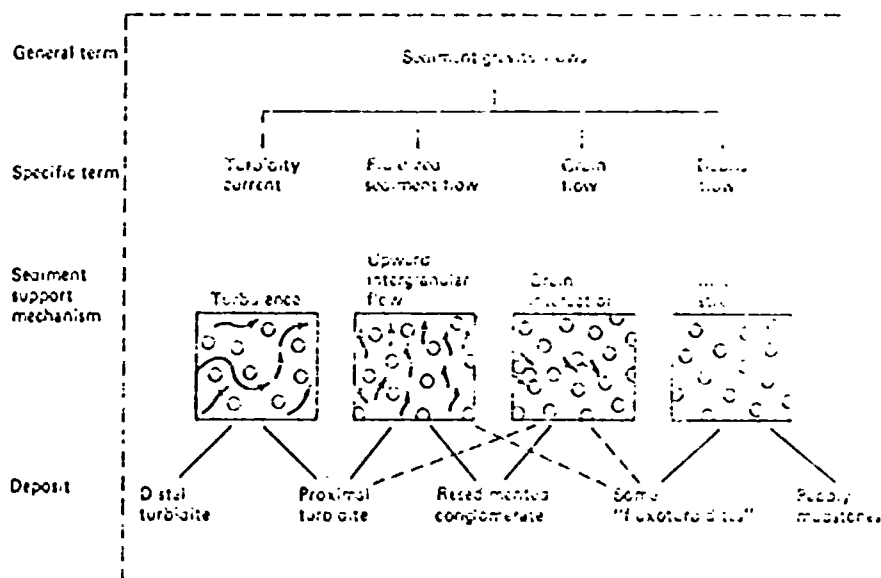 General term
Sediment gravity flows
Specific term
Turbidity
current
Fluidized
sediment flow
Grain
flow
Debris
flow
Sediment
support
mechanism
Turbulence
Upward
intergranular
flow
Grain
interaction
Deposit
Distal
turbidite
Proximal
turbidite
Resedimented
conglomerate
Some
"fluxoturbidites"
Pebbly
mudstones